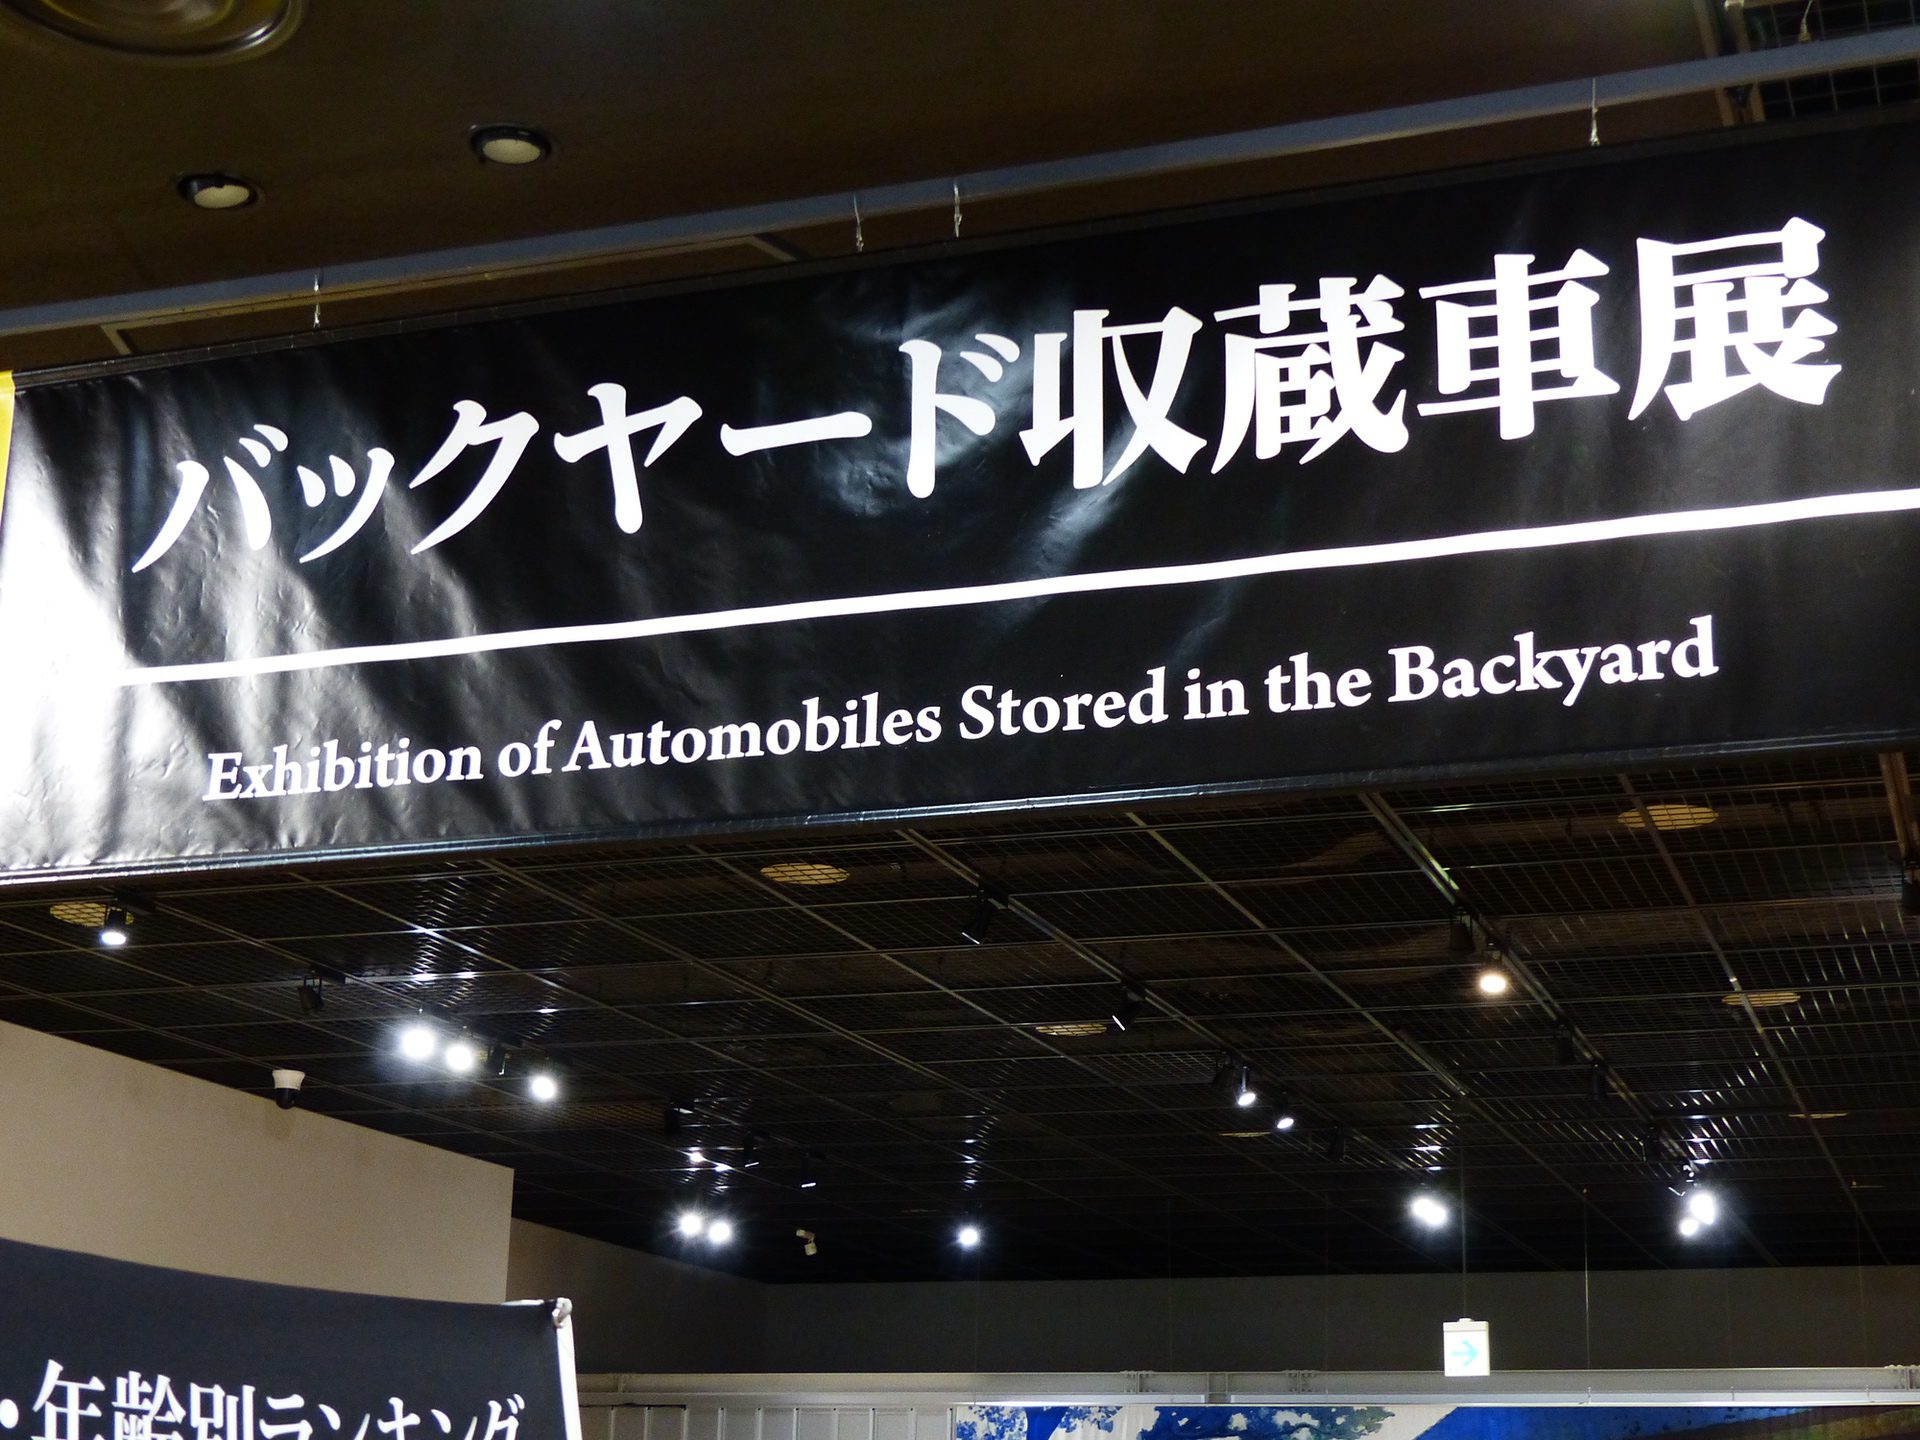 バックヤード収蔵車展
Exhibition of Automobiles Stored in the Backyard
・年齢別ランキング